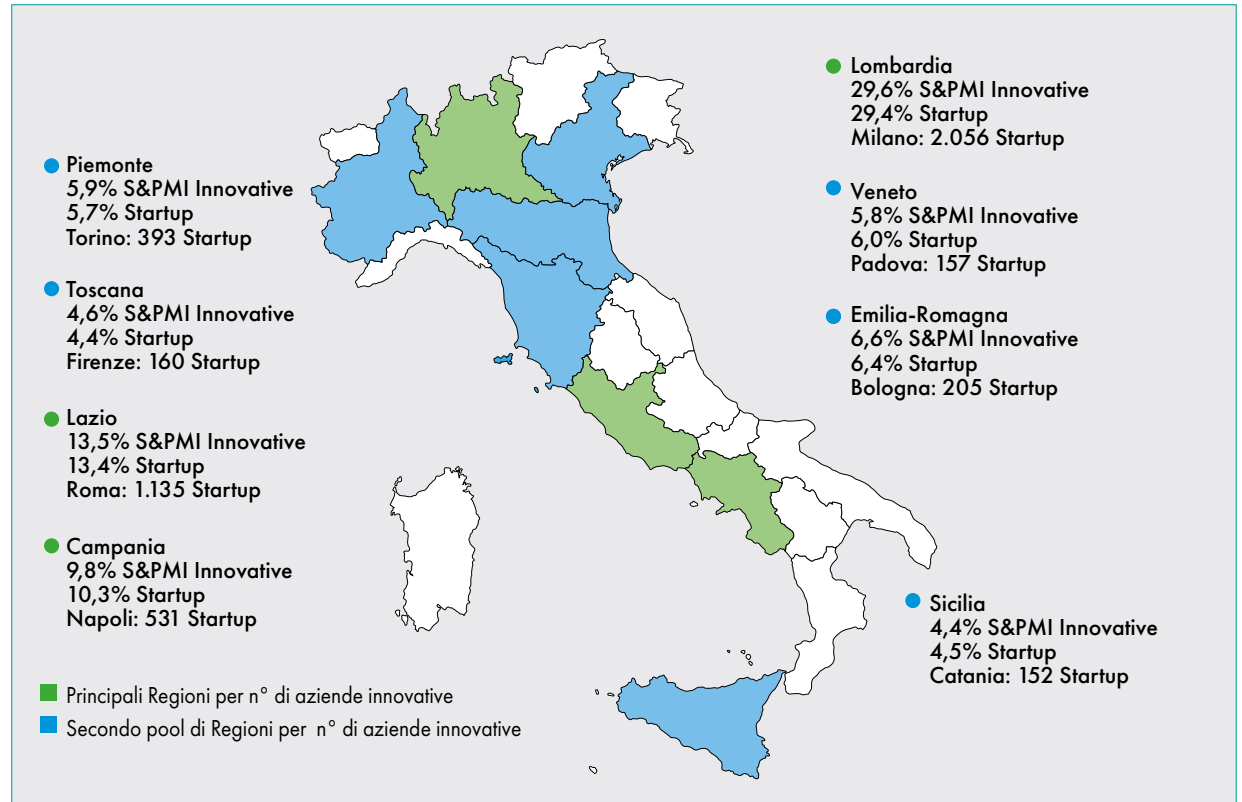 Piemonte
5,9% S&PMI Innovative
5,7% Startup
Torino: 393 Startup
Toscana
4,6% S&PMI Innovative
4,4% Startup
Firenze: 160 Startup
Lazio
13,5% S&PMI Innovative
13,4% Startup
Roma: 1.135 Startup
Campania
9,8% S&PMI Innovative
10,3% Startup
Napoli: 531 Startup
Lombardia
29,6% S&PMI Innovative
29,4% Startup
Milano: 2.056 Startup
Veneto
5,8% S&PMI Innovative
6,0% Startup
Padova: 157 Startup
Emilia-Romagna
6,6% S&PMI Innovative
6,4% Startup
Bologna: 205 Startup
Sicilia
4,4% S&PMI Innovative
4,5% Startup
Catania: 152 Startup
Principali Regioni per n° di aziende innovative
Secondo pool di Regioni per n° di aziende innovative